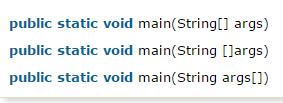 public static void main(String[] args)
public static void main(String []args)
public static void main(String args[])